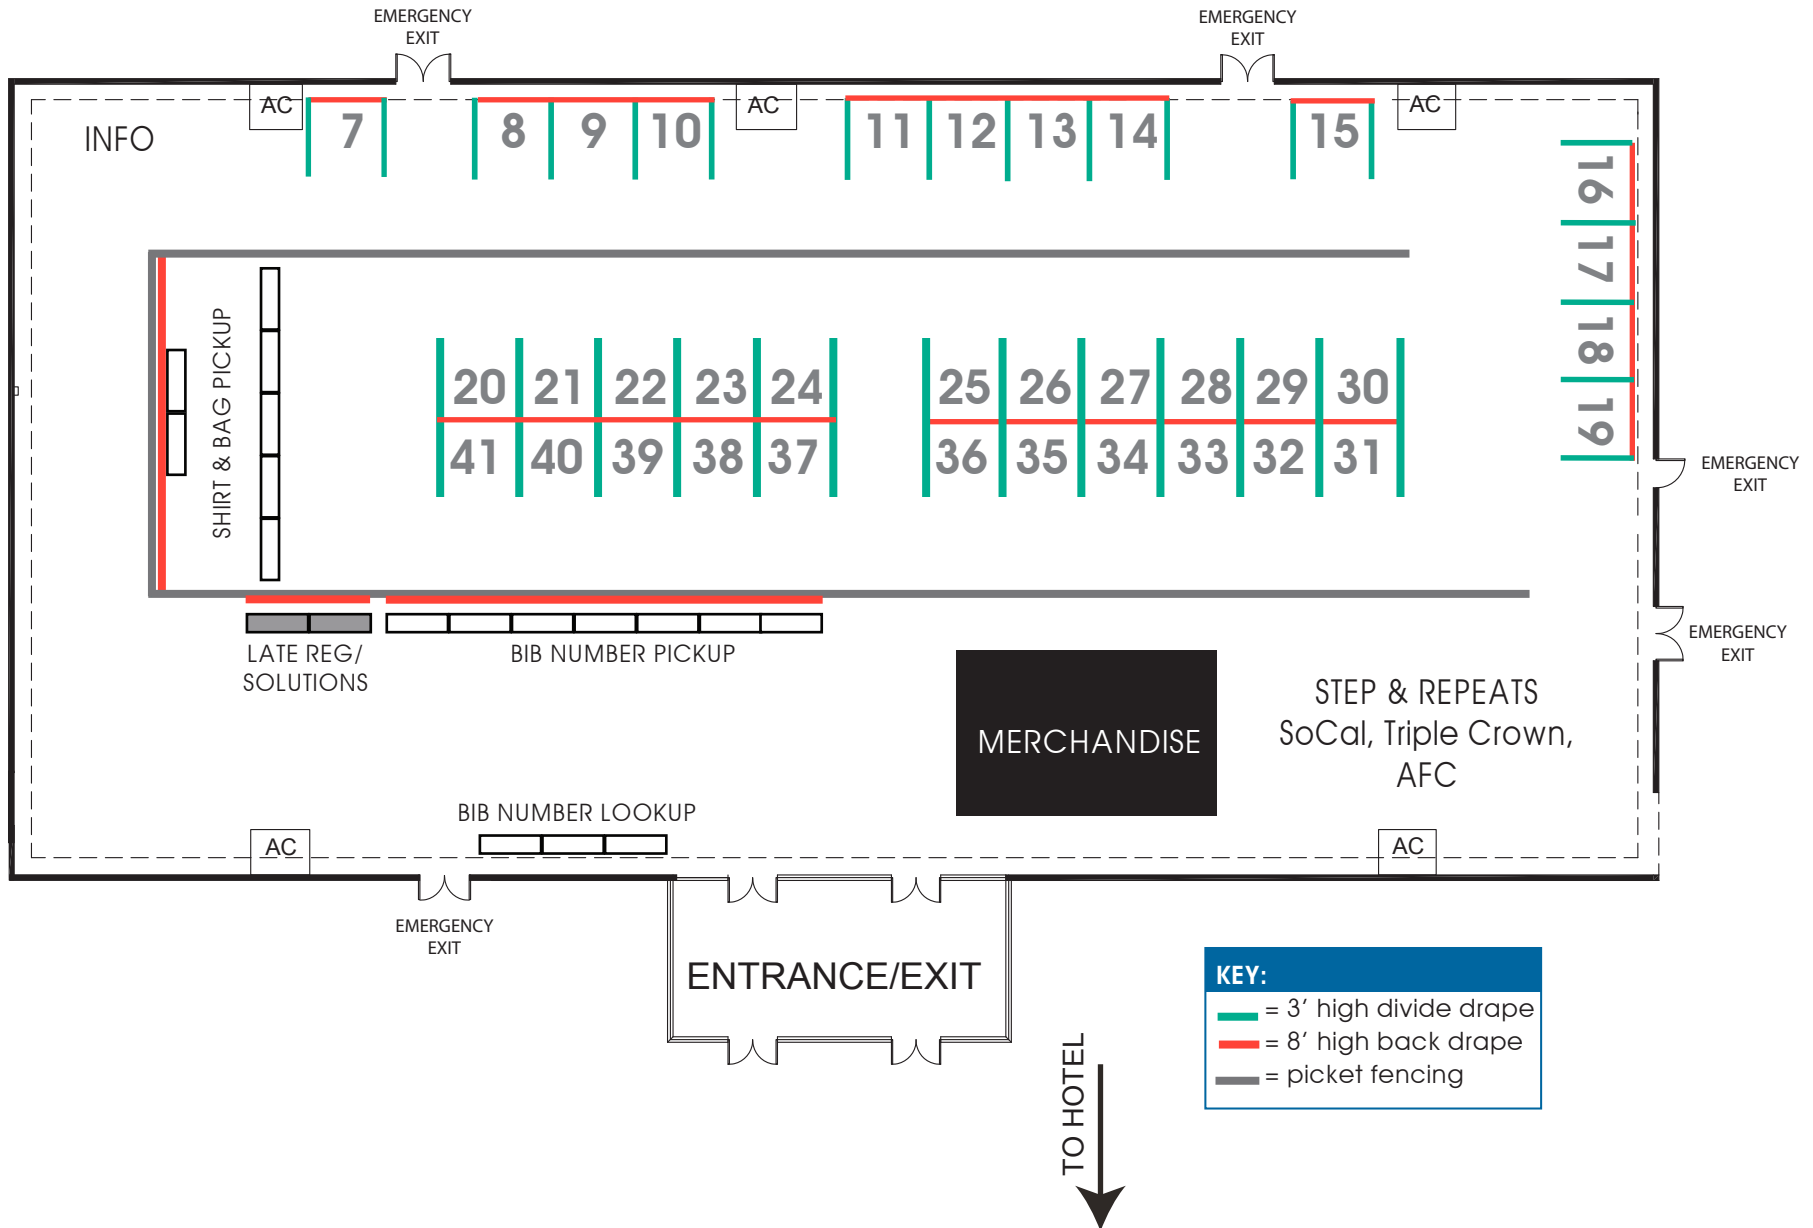 EMERGENCY
EXIT
EMERGENCY
EXIT
AC
AC
AC
INFO
7
8
9
10
11
12
13
14
15
16
17
18
19
SHIRT & BAG PICKUP
20
21
22
23
24
25
26
27
28
29
30
41
40
39
38
37
36
35
34
33
32
31
EMERGENCY
EXIT
EMERGENCY
EXIT
LATE REG/
SOLUTIONS
BIB NUMBER PICKUP
MERCHANDISE
STEP & REPEATS
SoCal, Triple Crown,
AFC
BIB NUMBER LOOKUP
AC
AC
EMERGENCY
EXIT
ENTRANCE/EXIT
KEY:
= 3' high divide drape
= 8' high back drape
= picket fencing
TO HOTEL